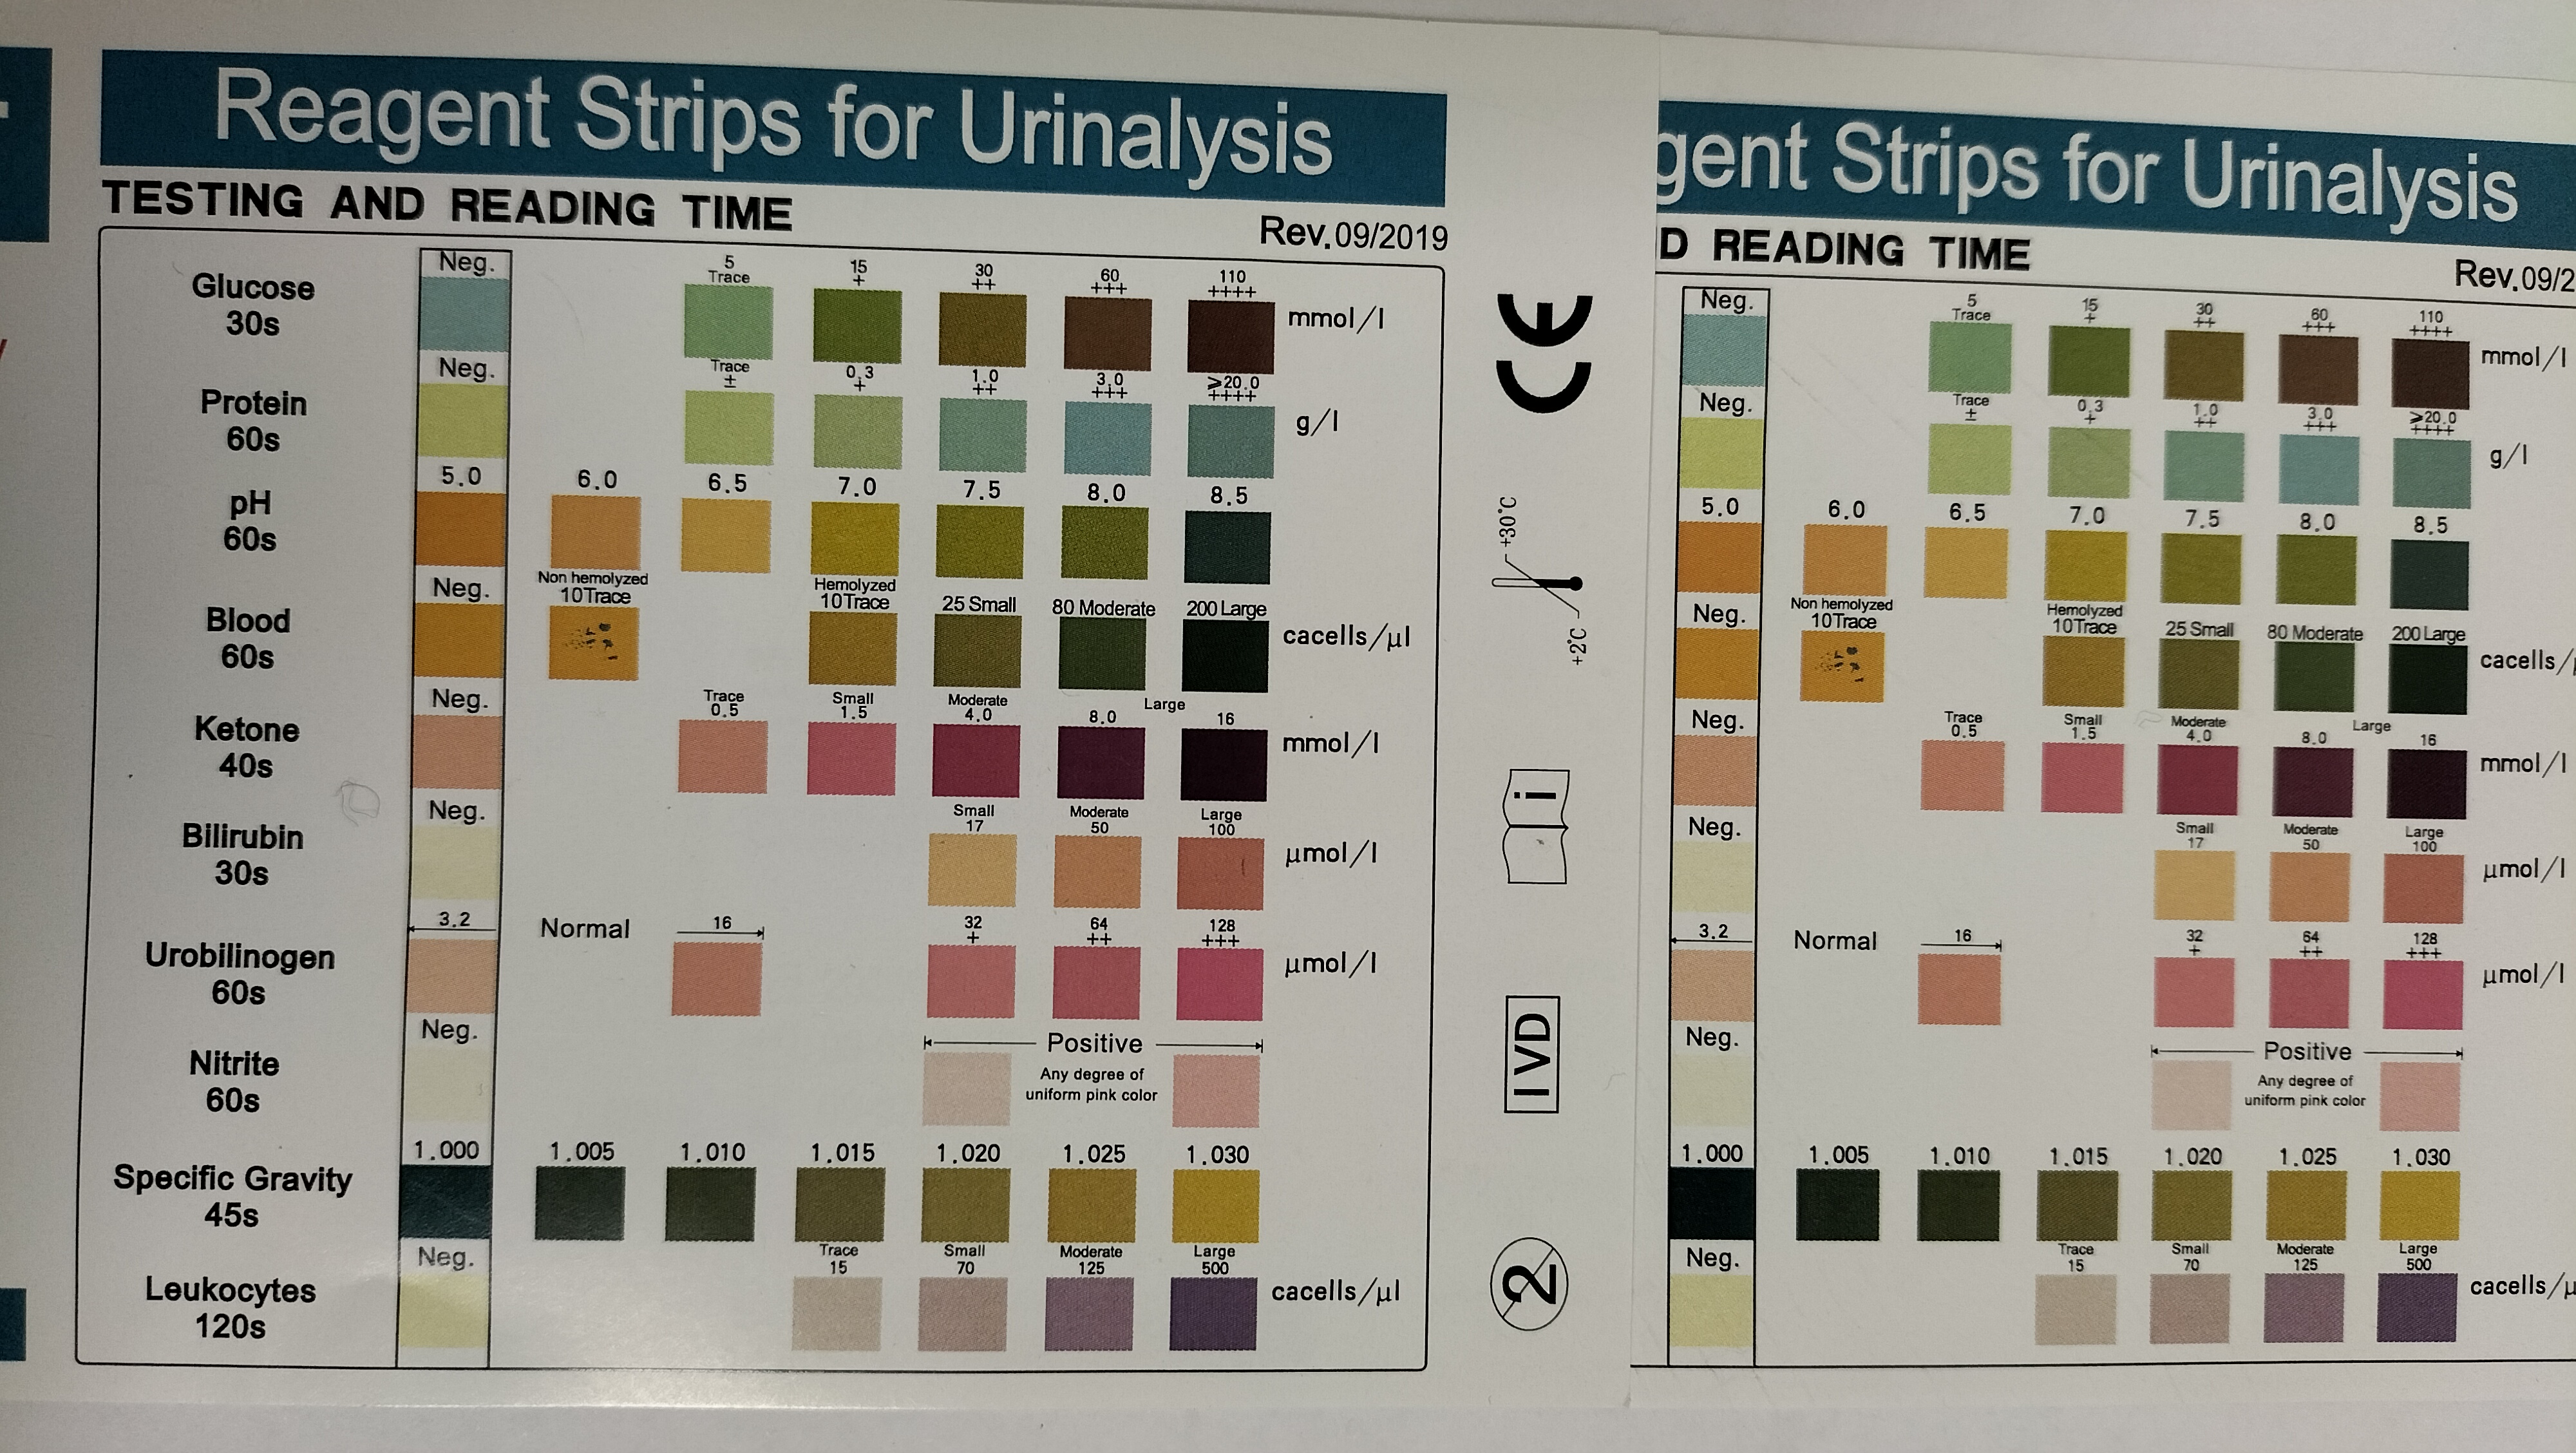 Reagent Strips for Urinalysis
TESTING AND READING TIME
Rev.09/2019
Glucose
30s
Neg.
5 15 30 60 110
Trace + ++ +++ ++++
mmol/l
Protein
60s
Neg.
Trace 0.3 1.0 3.0 ≥20.0
± + ++ +++ ++++
g/l
pH
60s
5.0 6.0 6.5 7.0 7.5 8.0 8.5
Blood
60s
Neg.
Non hemolyzed Hemolyzed
10Trace 10Trace 25 Small 80 Moderate 200 Large
cacells/µl
Ketone
40s
Neg.
Trace Small Moderate Large
0.5 1.5 4.0 8.0 16
mmol/l
Bilirubin
30s
Neg.
Small Moderate Large
17 50 100
µmol/l
Urobilinogen
60s
3.2 Normal 16 32 64 128
+ ++ +++
µmol/l
Nitrite
60s
Neg.
Positive
Any degree of
uniform pink color
Specific Gravity
45s
1.000 1.005 1.010 1.015 1.020 1.025 1.030
Leukocytes
120s
Neg.
Trace Small Moderate Large
15 70 125 500
cacells/µl
CE
+30°C
+2°C
i
IVD
2
gent Strips for Urinalysis
D READING TIME
Rev.09/2
Neg.
5 15 30 60 110
Trace + ++ +++ ++++
mmol/l
Neg.
Trace 0.3 1.0 3.0 ≥20.0
± + ++ +++ ++++
g/l
5.0 6.0 6.5 7.0 7.5 8.0 8.5
Neg.
Non hemolyzed Hemolyzed
10Trace 10Trace 25 Small 80 Moderate 200 Large
cacells/
Neg.
Trace Small Moderate Large
0.5 1.5 4.0 8.0 16
mmol/l
Neg.
Small Moderate Large
17 50 100
µmol/l
3.2 Normal 16 32 64 128
+ ++ +++
µmol/l
Neg.
Positive
Any degree of
uniform pink color
1.000 1.005 1.010 1.015 1.020 1.025 1.030
Neg.
Trace Small Moderate Large
15 70 125 500
cacells/µ